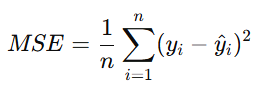 MSE = \frac{1}{n} \sum_{i=1}^{n} (y_i - \hat{y}_i)^2